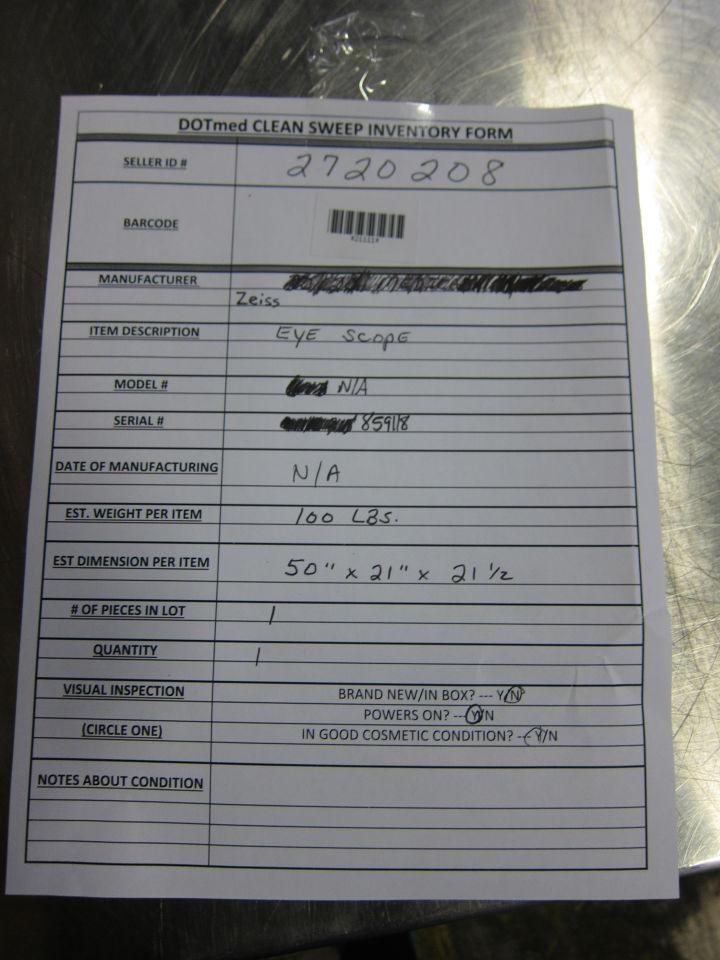 DOTmed CLEAN SWEEP INVENTORY FORM
SELLER ID # 2720208
BARCODE
MANUFACTURER
Zeiss
ITEM DESCRIPTION EYE SCOPE
MODEL # N/A
SERIAL # 859118
DATE OF MANUFACTURING N/A
EST. WEIGHT PER ITEM 100 LBS.
EST DIMENSION PER ITEM 50" x 21" x 21 1/2
# OF PIECES IN LOT 1
QUANTITY 1
VISUAL INSPECTION BRAND NEW/IN BOX? --- Y/N
POWERS ON? --- Y/N
(CIRCLE ONE) IN GOOD COSMETIC CONDITION? --- Y/N
NOTES ABOUT CONDITION